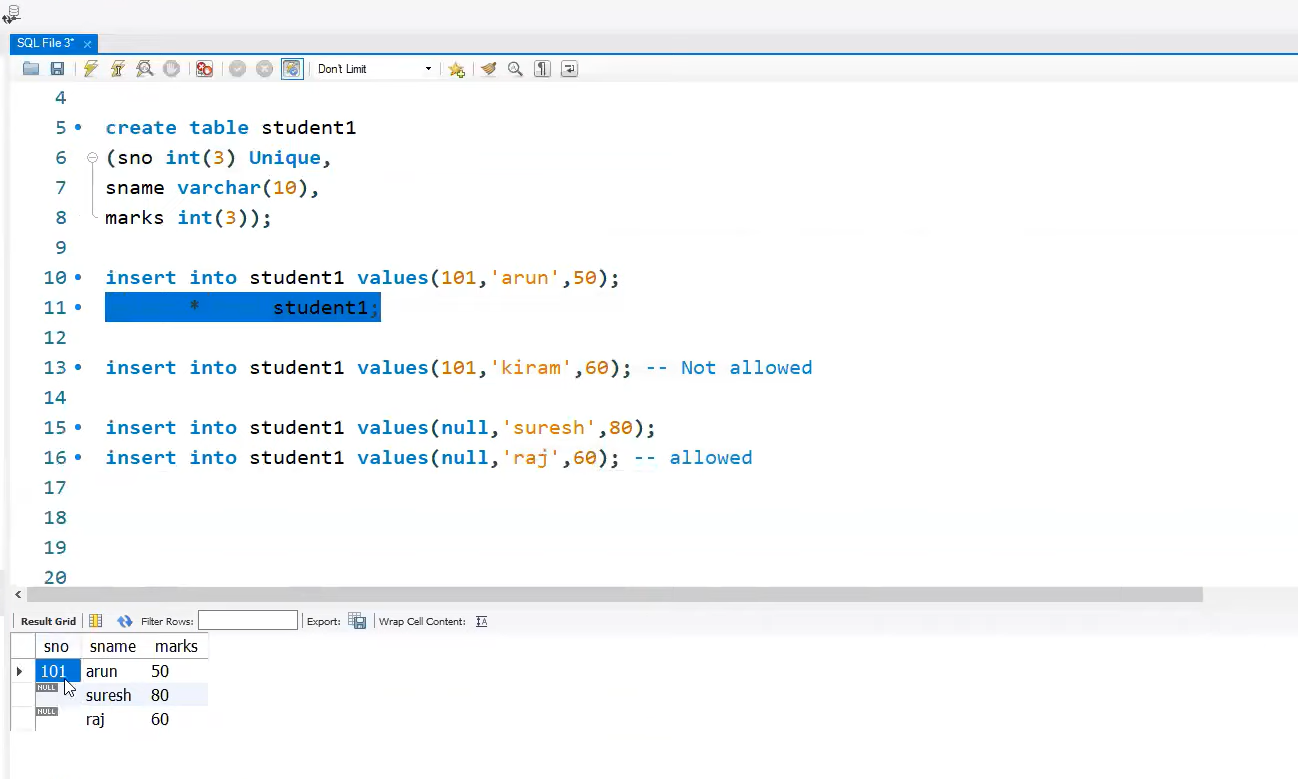 SQL File 3*
Don't Limit
4
5 create table student1
6 (sno int(3) Unique,
7 sname varchar(10),
8 marks int(3));
9
10 insert into student1 values(101,'arun',50);
11 * student1;
12
13 insert into student1 values(101,'kiram',60); -- Not allowed
14
15 insert into student1 values(null,'suresh',80);
16 insert into student1 values(null,'raj',60); -- allowed
17
18
19
20
Result Grid Filter Rows: Export: Wrap Cell Content:
sno sname marks
101 arun 50
NULL suresh 80
NULL raj 60